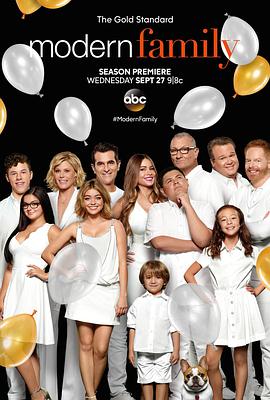 The Gold Standard
modern family
SEASON PREMIERE
WEDNESDAY SEPT 27 9|8c
abc
#ModernFamily